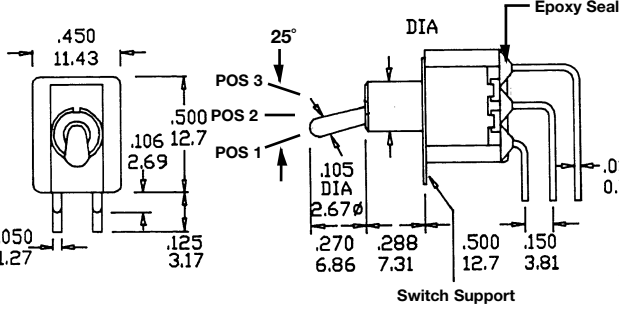 .450
11.43
25°
DIA
Epoxy Seal
POS 3
POS 2
POS 1
.500
12.7
.106
2.69
.105
DIA
2.67ø
.050
1.27
.125
3.17
.270
6.86
.288
7.31
.500
12.7
.150
3.81
Switch Support